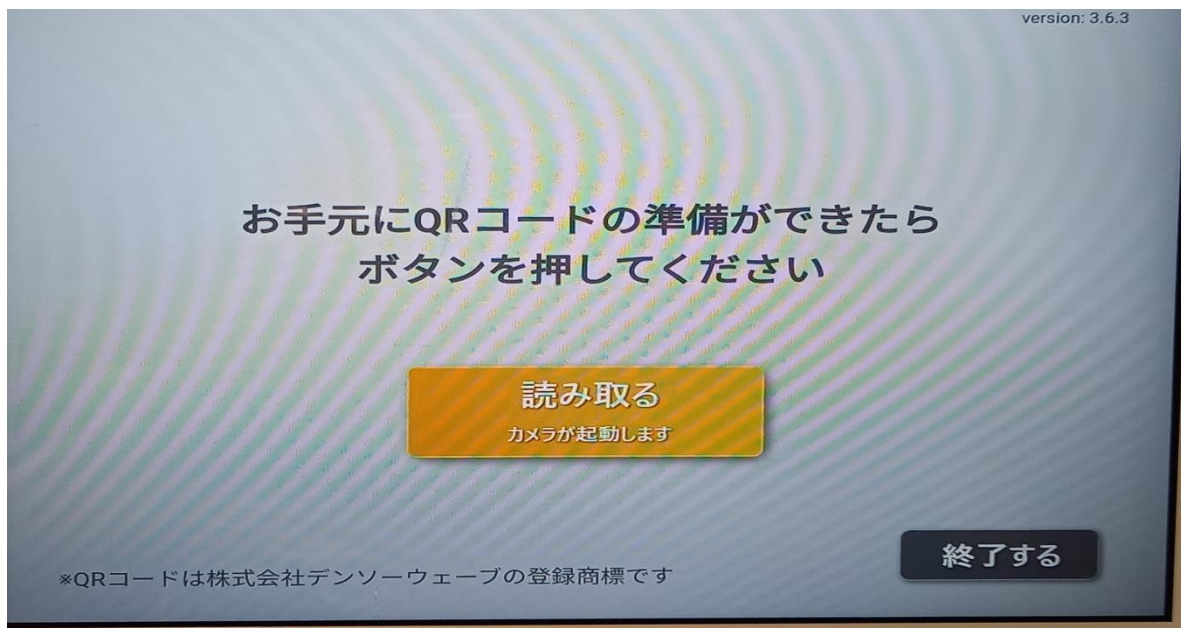 version: 3.6.3
お手元にQRコードの準備ができたら
ボタンを押してください
読み取る
カメラが起動します
終了する
※QRコードは株式会社デンソーウェーブの登録商標です